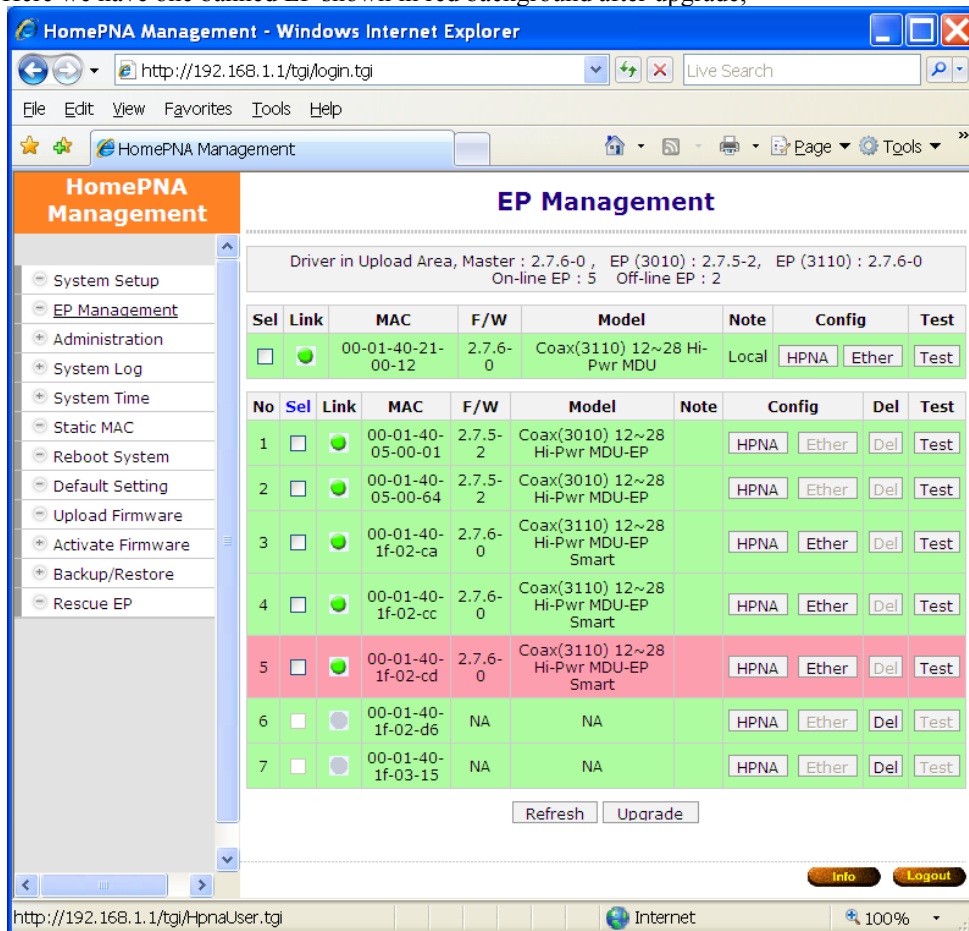 Here we have one banned EP shown in red background after upgrade,
HomePNA Management - Windows Internet Explorer
http://192.168.1.1/tgi/login.tgi
Live Search
File Edit View Favorites Tools Help
HomePNA Management
Page Tools »
HomePNA
Management
System Setup
EP Management
Administration
System Log
System Time
Static MAC
Reboot System
Default Setting
Upload Firmware
Activate Firmware
Backup/Restore
Rescue EP
EP Management
Driver in Upload Area, Master : 2.7.6-0 , EP (3010) : 2.7.5-2, EP (3110) : 2.7.6-0
On-line EP : 5 Off-line EP : 2
Sel Link MAC F/W Model Note Config Test
00-01-40-21-
00-12
2.7.6-
0
Coax(3110) 12~28 Hi-
Pwr MDU
Local HPNA Ether Test
No Sel Link MAC F/W Model Note Config Del Test
1
00-01-40-
05-00-01
2.7.5-
2
Coax(3010) 12~28
Hi-Pwr MDU-EP
HPNA Ether Del Test
2
00-01-40-
05-00-64
2.7.5-
2
Coax(3010) 12~28
Hi-Pwr MDU-EP
HPNA Ether Del Test
3
00-01-40-
1f-02-ca
2.7.6-
0
Coax(3110) 12~28
Hi-Pwr MDU-EP
Smart
HPNA Ether Del Test
4
00-01-40-
1f-02-cc
2.7.6-
0
Coax(3110) 12~28
Hi-Pwr MDU-EP
Smart
HPNA Ether Del Test
5
00-01-40-
1f-02-cd
2.7.6-
0
Coax(3110) 12~28
Hi-Pwr MDU-EP
Smart
HPNA Ether Del Test
6
00-01-40-
1f-02-d6
NA NA HPNA Ether Del Test
7
00-01-40-
1f-03-15
NA NA HPNA Ether Del Test
Refresh Upgrade
Info Logout
http://192.168.1.1/tgi/HpnaUser.tgi Internet 100%